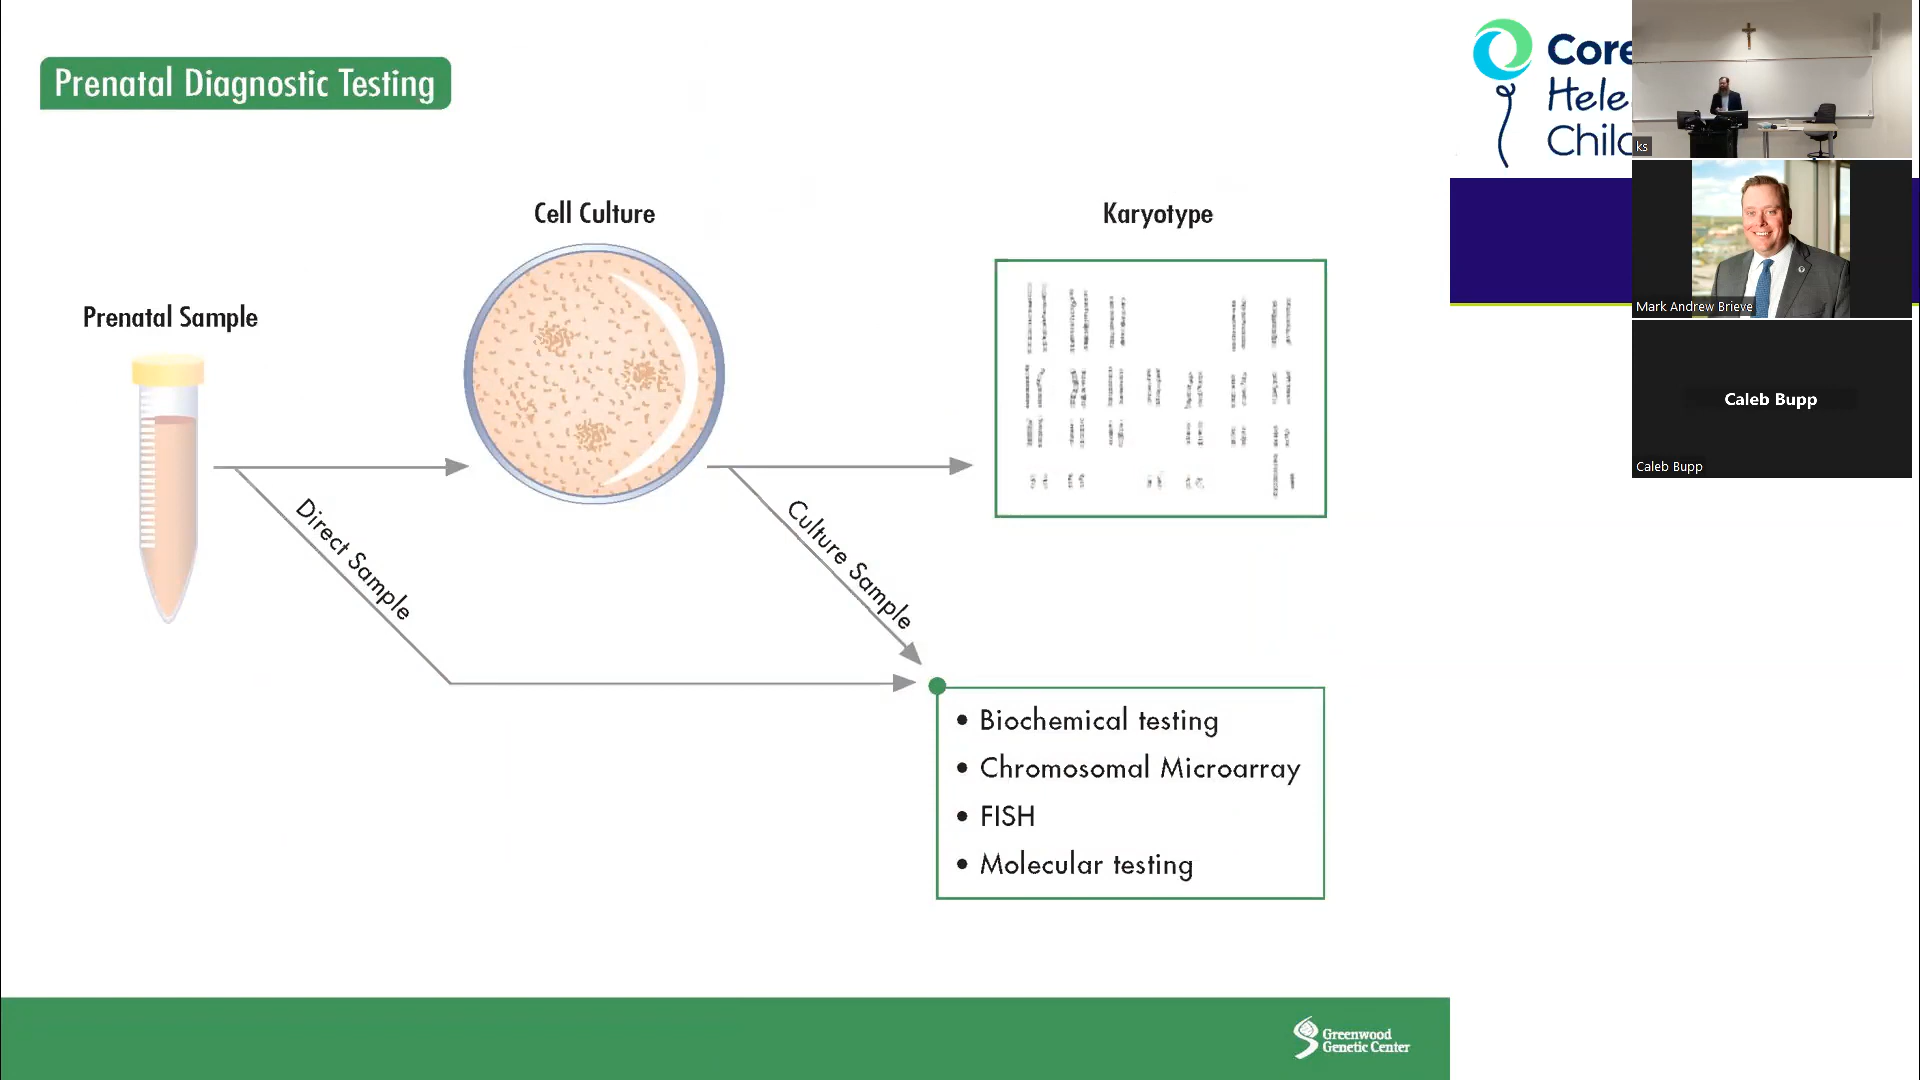 Prenatal Diagnostic Testing
Prenatal Sample
Cell Culture
Karyotype
Direct Sample
Culture Sample
• Biochemical testing
• Chromosomal Microarray
• FISH
• Molecular testing
Greenwood
Genetic Center
Core
Hele
Chil
ks
Mark Andrew Brieve
Caleb Bupp
Caleb Bupp